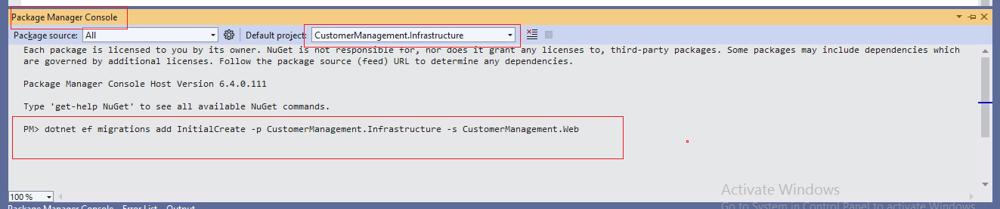 Package Manager Console
Package source: All Default project: CustomerManagement.Infrastructure
Each package is licensed to you by its owner. NuGet is not responsible for, nor does it grant any licenses to, third-party packages. Some packages may include dependencies which
are governed by additional licenses. Follow the package source (feed) URL to determine any dependencies.
Package Manager Console Host Version 6.4.0.111
Type 'get-help NuGet' to see all available NuGet commands.
PM> dotnet ef migrations add InitialCreate -p CustomerManagement.Infrastructure -s CustomerManagement.Web
Activate Windows
100 %
Go to System in Control Panel to activate Windows
Package Manager Console Error List Output